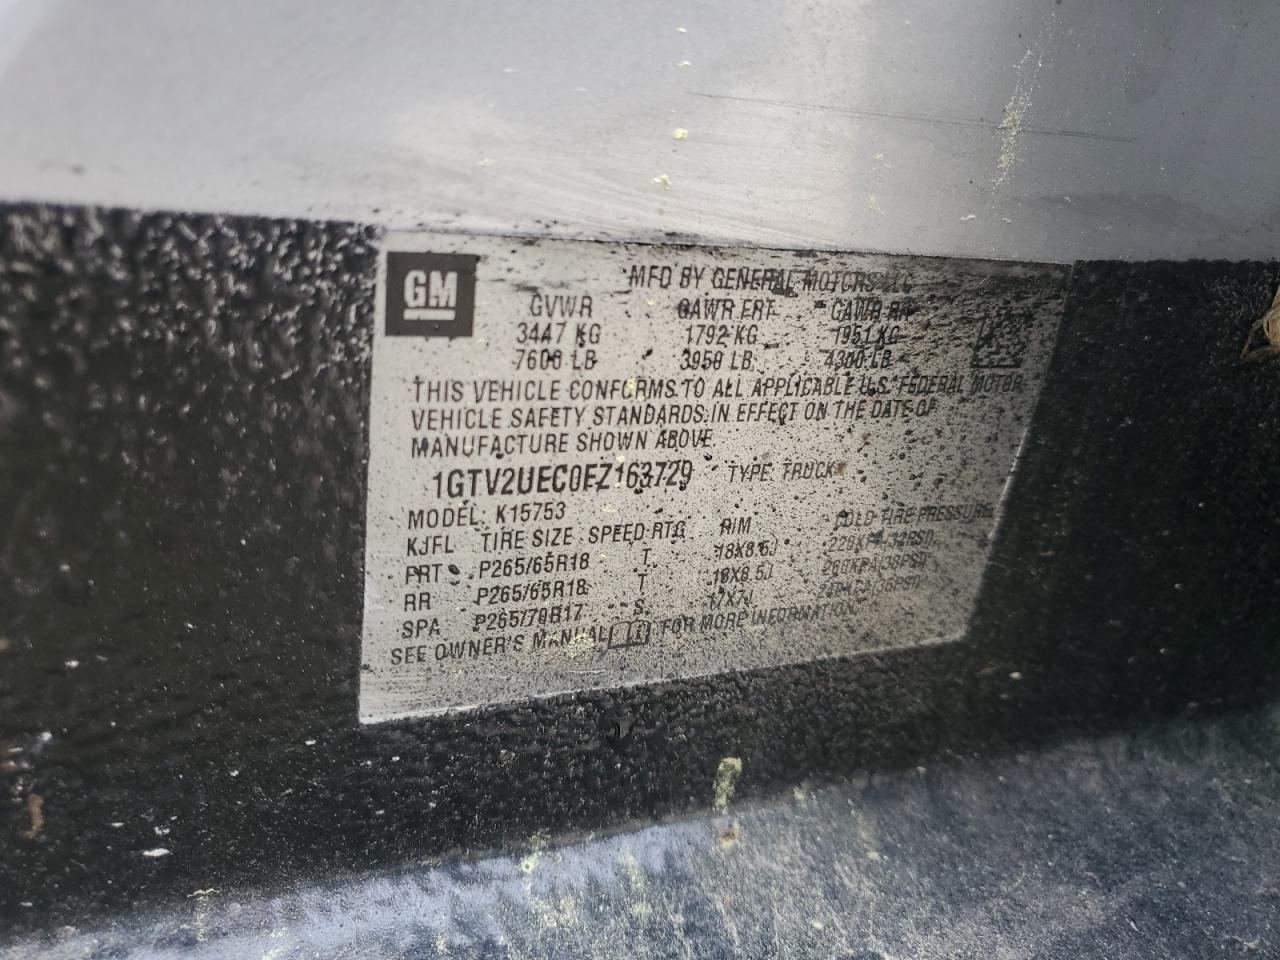 GM
MFD BY GENERAL MOTORS LLC
GVWR GAWR FRT GAWR RR
3447 KG 1792 KG 1951 KG
7600 LB 3950 LB 4300 LB
THIS VEHICLE CONFORMS TO ALL APPLICABLE U.S. FEDERAL MOTOR
VEHICLE SAFETY STANDARDS IN EFFECT ON THE DATE OF
MANUFACTURE SHOWN ABOVE.
1GTV2UEC0FZ163729 TYPE: TRUCK
MODEL: K15753
KJFL TIRE SIZE SPEED RTG RIM COLD TIRE PRESSURE
FRT P265/65R18 T 18X8.5J
RR P265/65R18 T 18X8.5J
SPA P265/70R17 S 17X7J
SEE OWNER'S MANUAL FOR MORE INFORMATION.